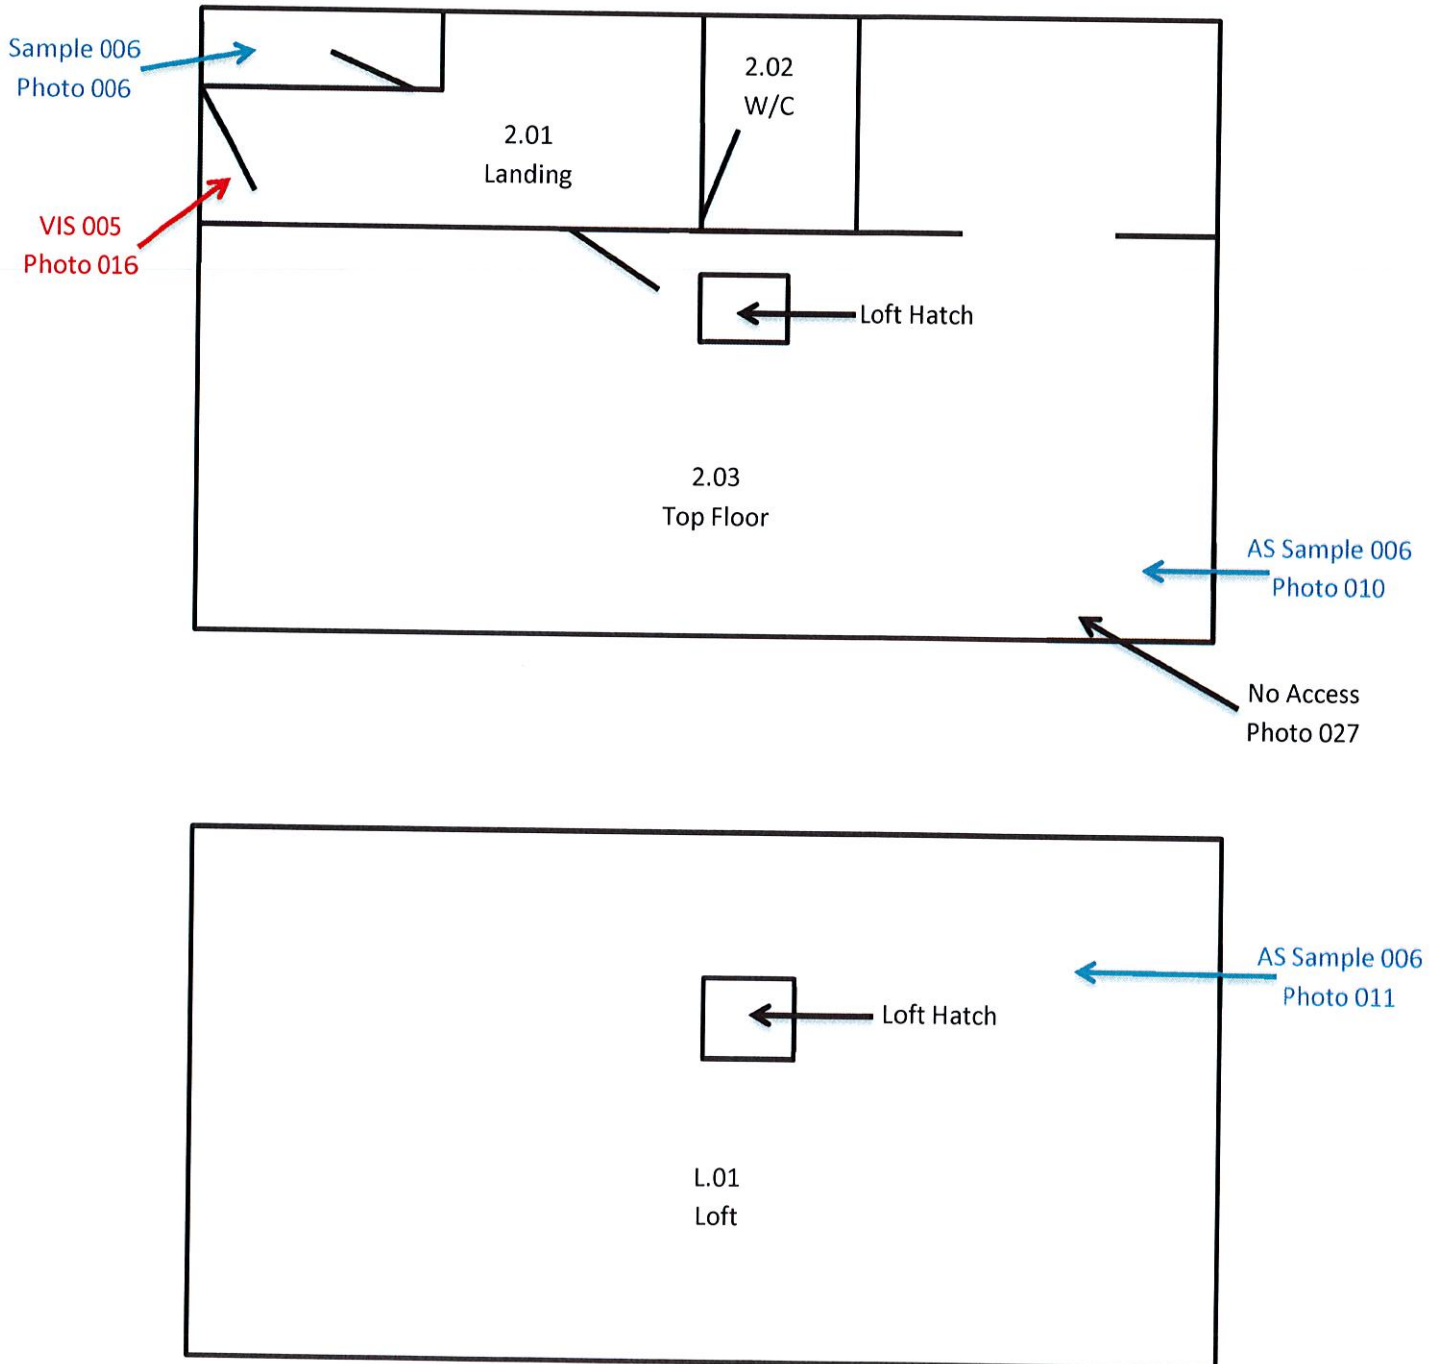 Sample 006
Photo 006
2.02
W/C
2.01
Landing
VIS 005
Photo 016
Loft Hatch
2.03
Top Floor
AS Sample 006
Photo 010
No Access
Photo 027
AS Sample 006
Photo 011
Loft Hatch
L.01
Loft